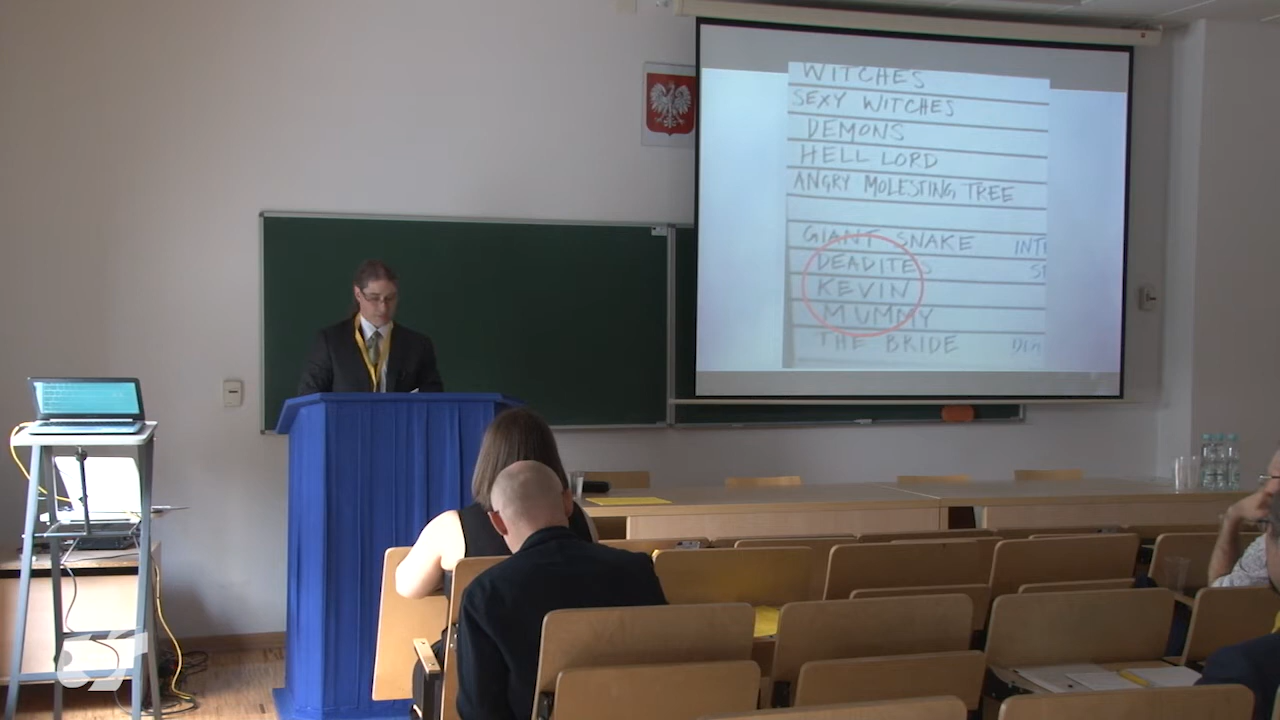 WITCHES
SEXY WITCHES
DEMONS
HELL LORD
ANGRY MOLESTING TREE
GIANT SNAKE
DEADITES
KEVIN
MUMMY
THE BRIDE